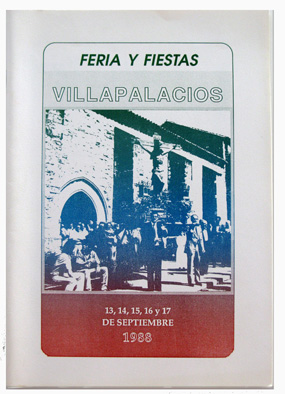 FERIA Y FIESTAS
VILLAPALACIOS
13, 14, 15, 16 y 17
DE SEPTIEMBRE
1988